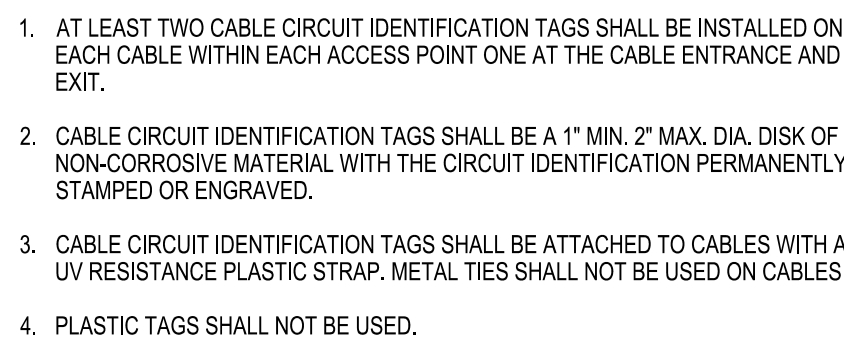 1. AT LEAST TWO CABLE CIRCUIT IDENTIFICATION TAGS SHALL BE INSTALLED ON
EACH CABLE WITHIN EACH ACCESS POINT ONE AT THE CABLE ENTRANCE AND
EXIT.
2. CABLE CIRCUIT IDENTIFICATION TAGS SHALL BE A 1" MIN. 2" MAX. DIA. DISK OF
NON-CORROSIVE MATERIAL WITH THE CIRCUIT IDENTIFICATION PERMANENTLY
STAMPED OR ENGRAVED.
3. CABLE CIRCUIT IDENTIFICATION TAGS SHALL BE ATTACHED TO CABLES WITH A
UV RESISTANCE PLASTIC STRAP. METAL TIES SHALL NOT BE USED ON CABLES
4. PLASTIC TAGS SHALL NOT BE USED.